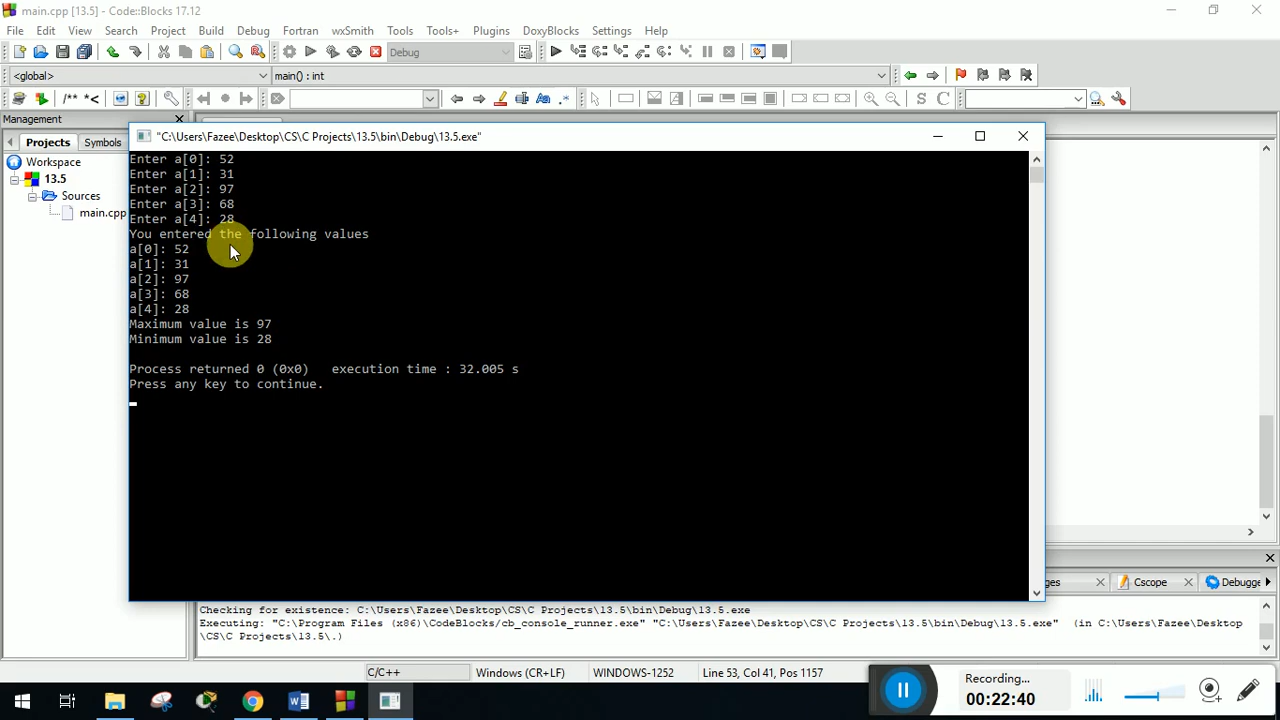 main.cpp [13.5] - Code::Blocks 17.12
File Edit View Search Project Build Debug Fortran wxSmith Tools Tools+ Plugins DoxyBlocks Settings Help
Debug
<global> main() : int
/** *<
Aa .* S C
Management
Projects Symbols
Workspace
13.5
Sources
main.cpp
"C:\Users\Fazee\Desktop\CS\C Projects\13.5\bin\Debug\13.5.exe"
Enter a[0]: 52
Enter a[1]: 31
Enter a[2]: 97
Enter a[3]: 68
Enter a[4]: 28
You entered the following values
a[0]: 52
a[1]: 31
a[2]: 97
a[3]: 68
a[4]: 28
Maximum value is 97
Minimum value is 28
Process returned 0 (0x0) execution time : 32.005 s
Press any key to continue.
ges Cscope Debugge
Checking for existence: C:\Users\Fazee\Desktop\CS\C Projects\13.5\bin\Debug\13.5.exe
Executing: "C:\Program Files (x86)\CodeBlocks/cb_console_runner.exe" "C:\Users\Fazee\Desktop\CS\C Projects\13.5\bin\Debug\13.5.exe" (in C:\Users\Fazee\Desktop
\CS\C Projects\13.5\.)
C/C++ Windows (CR+LF) WINDOWS-1252 Line 53, Col 41, Pos 1157
Recording...
00:22:40